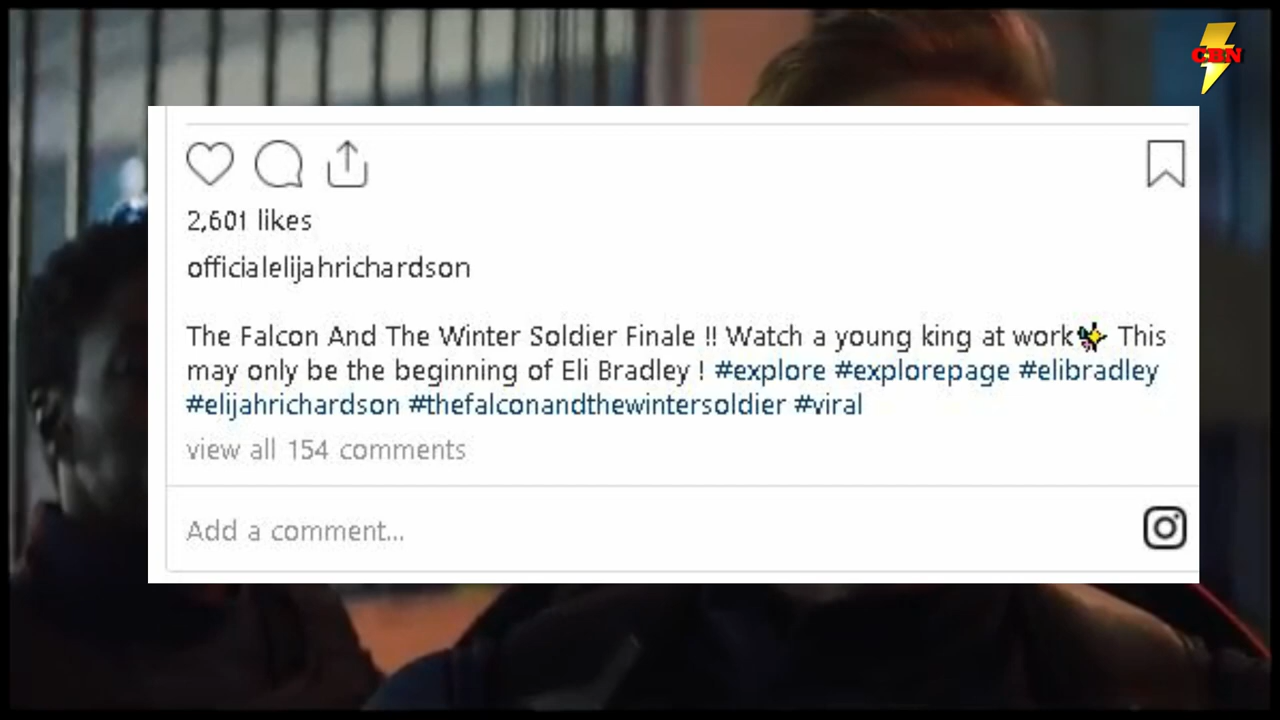 CBN
2,601 likes
officialelijahrichardson
The Falcon And The Winter Soldier Finale !! Watch a young king at work✨ This
may only be the beginning of Eli Bradley ! #explore #explorepage #elibradley
#elijahrichardson #thefalconandthewintersoldier #viral
view all 154 comments
Add a comment...